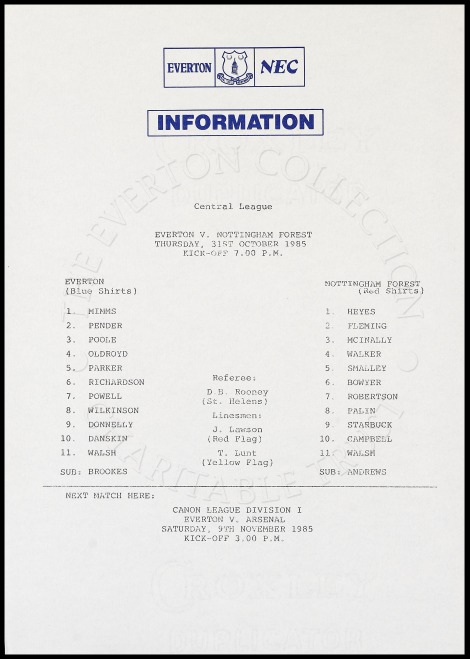 EVERTON NEC
INFORMATION
THE EVERTON COLLECTION
CHARITABLE TRUST
Central League
EVERTON V. NOTTINGHAM FOREST
THURSDAY, 31ST OCTOBER 1985
KICK-OFF 7.00 P.M.
EVERTON
(Blue Shirts)
1. MIMMS
2. PENDER
3. POOLE
4. OLDROYD
5. PARKER
6. RICHARDSON
7. POWELL
8. WILKINSON
9. DONNELLY
10. DANSKIN
11. WALSH
SUB: BROOKES
Referee:
D.B. Rooney
(St. Helens)
Linesmen:
J. Lawson
(Red Flag)
T. Lunt
(Yellow Flag)
NOTTINGHAM FOREST
(Red Shirts)
1. HEYES
2. FLEMING
3. MCINALLY
4. WALKER
5. SMALLEY
6. BOWYER
7. ROBERTSON
8. PALIN
9. STARBUCK
10. CAMPBELL
11. WALSH
SUB: ANDREWS
NEXT MATCH HERE:
CANON LEAGUE DIVISION I
EVERTON V. ARSENAL
SATURDAY, 9TH NOVEMBER 1985
KICK-OFF 3.00 P.M.